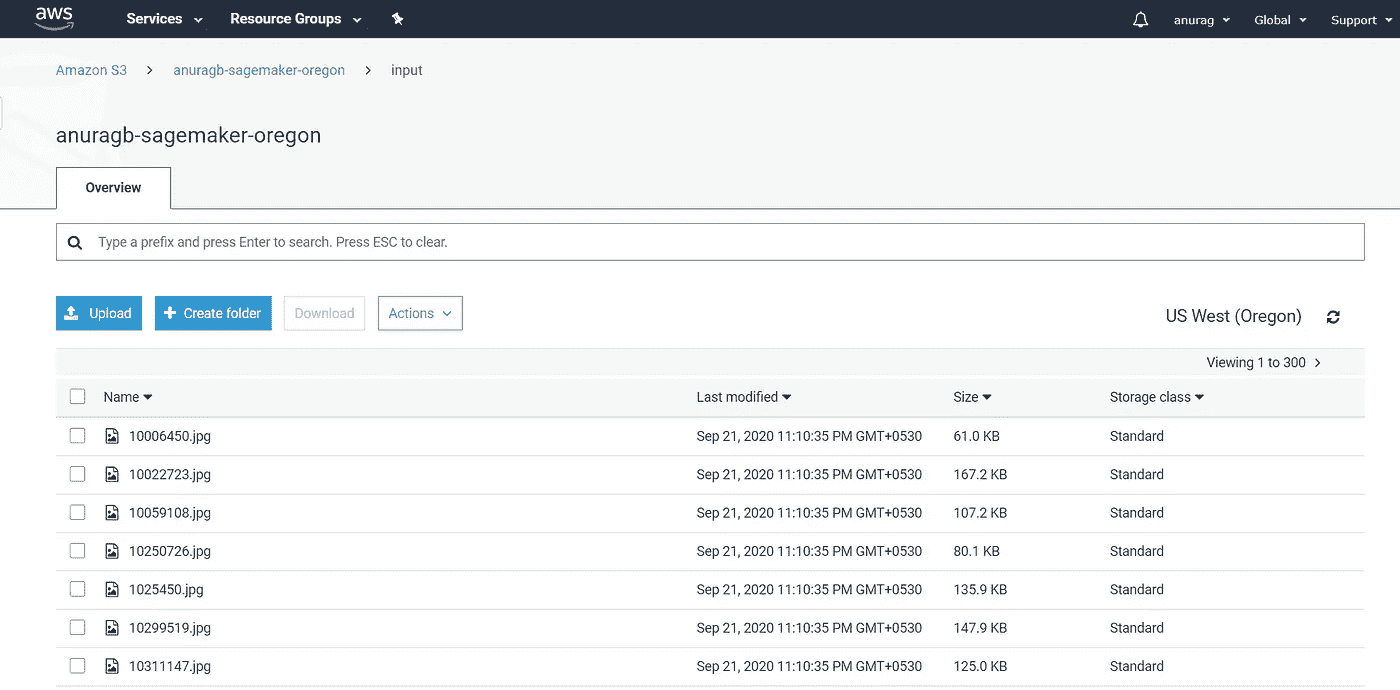 aws Services Resource Groups anurag Global Support
Amazon S3 anuragb-sagemaker-oregon input
anuragb-sagemaker-oregon
Overview
Type a prefix and press Enter to search. Press ESC to clear.
Upload Create folder Download Actions US West (Oregon)
Viewing 1 to 300
Name Last modified Size Storage class
10006450.jpg Sep 21, 2020 11:10:35 PM GMT+0530 61.0 KB Standard
10022723.jpg Sep 21, 2020 11:10:35 PM GMT+0530 167.2 KB Standard
10059108.jpg Sep 21, 2020 11:10:35 PM GMT+0530 107.2 KB Standard
10250726.jpg Sep 21, 2020 11:10:35 PM GMT+0530 80.1 KB Standard
1025450.jpg Sep 21, 2020 11:10:35 PM GMT+0530 135.9 KB Standard
10299519.jpg Sep 21, 2020 11:10:35 PM GMT+0530 147.9 KB Standard
10311147.jpg Sep 21, 2020 11:10:35 PM GMT+0530 125.0 KB Standard